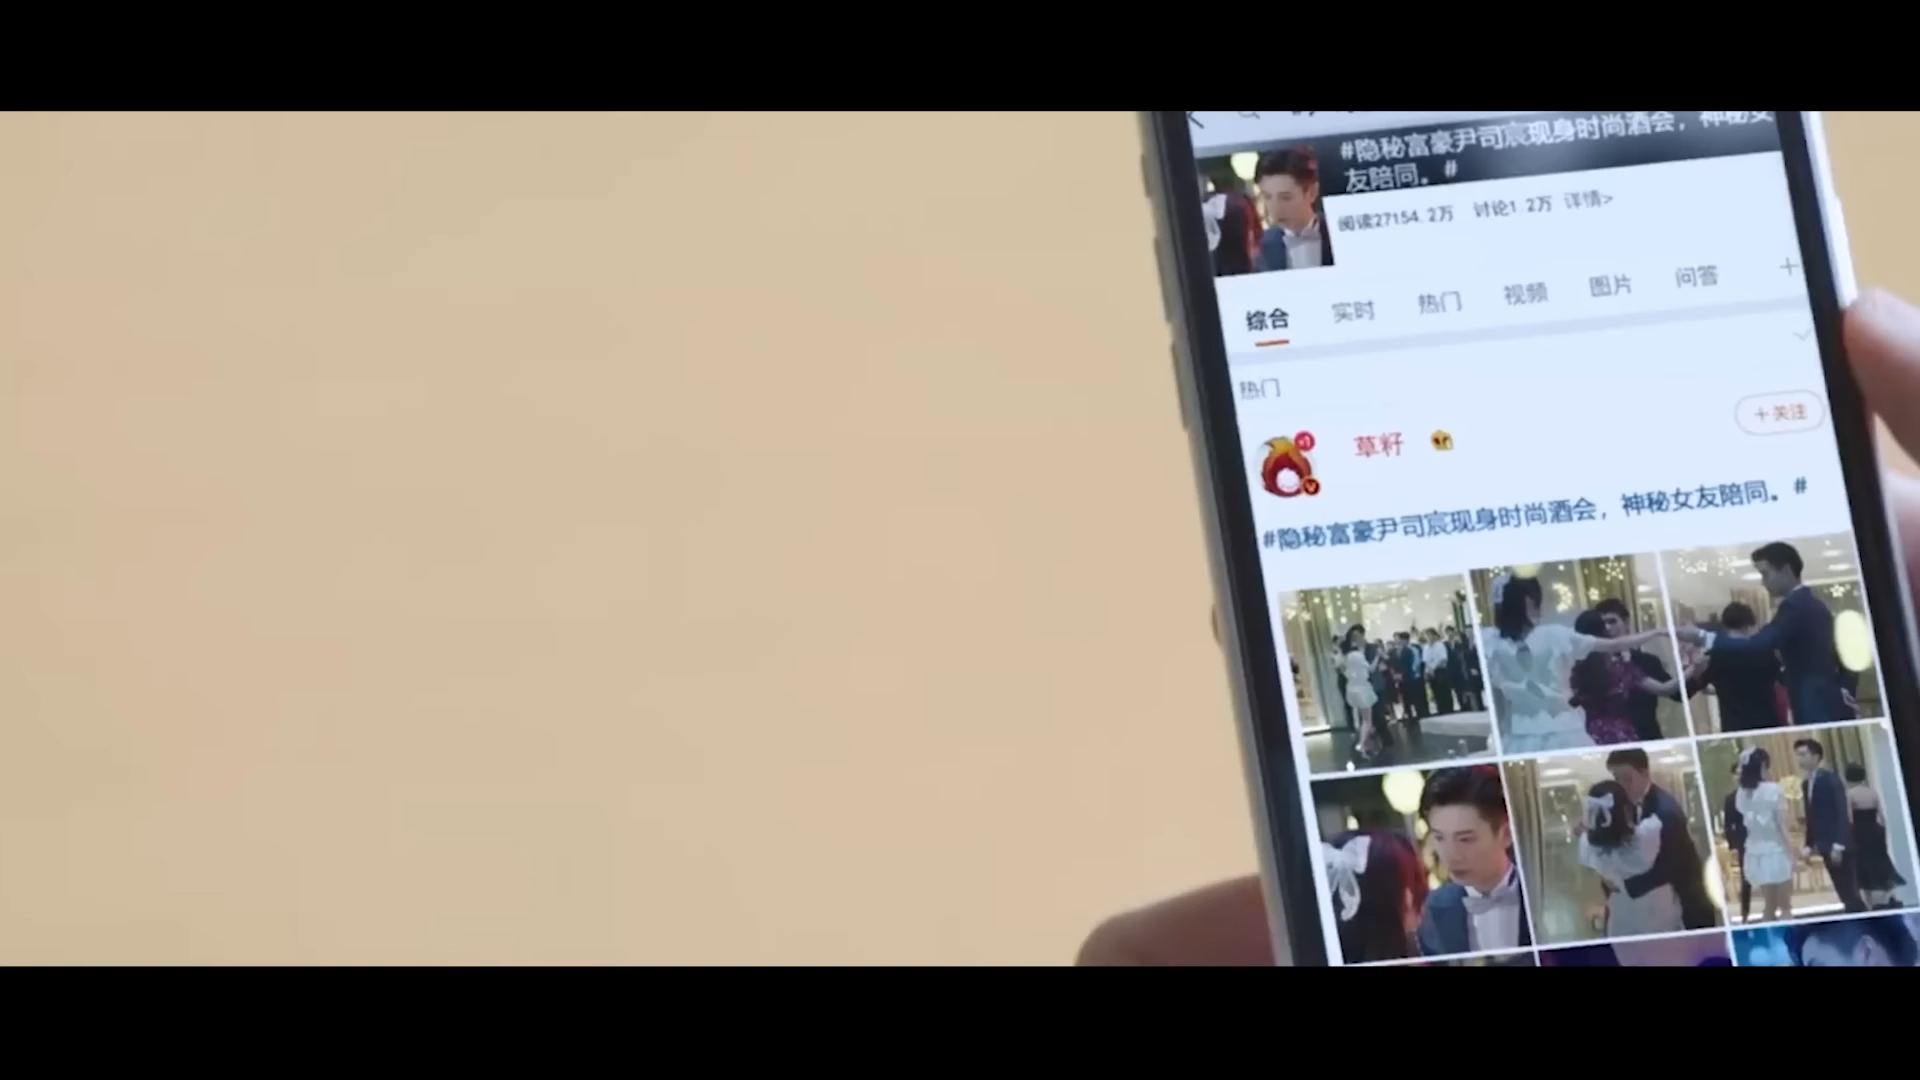 #隐秘富豪尹司宸现身时尚酒会，神秘女
友陪同。#
阅读27154.2万 讨论1.2万 详情>
综合 实时 热门 视频 图片 问答 +
热门
草籽
+关注
#隐秘富豪尹司宸现身时尚酒会，神秘女友陪同。#